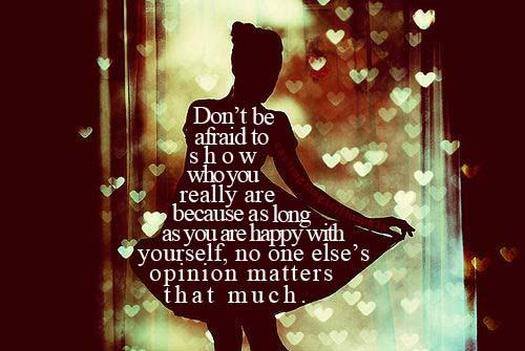 Don't be
afraid to
show
who you
really are
because as long
as you are happy with
yourself, no one else's
opinion matters
that much.